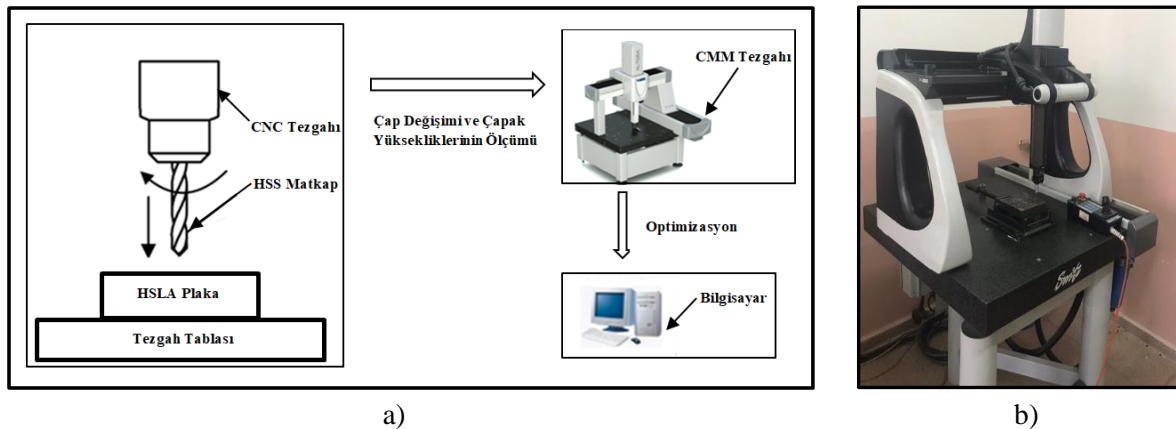 CNC Tezgahı
HSS Matkap
HSLA Plaka
Tezgah Tablası
Çap Değişimi ve Çapak
Yüksekliklerinin Ölçümü
CMM Tezgahı
Optimizasyon
Bilgisayar
a)
b)